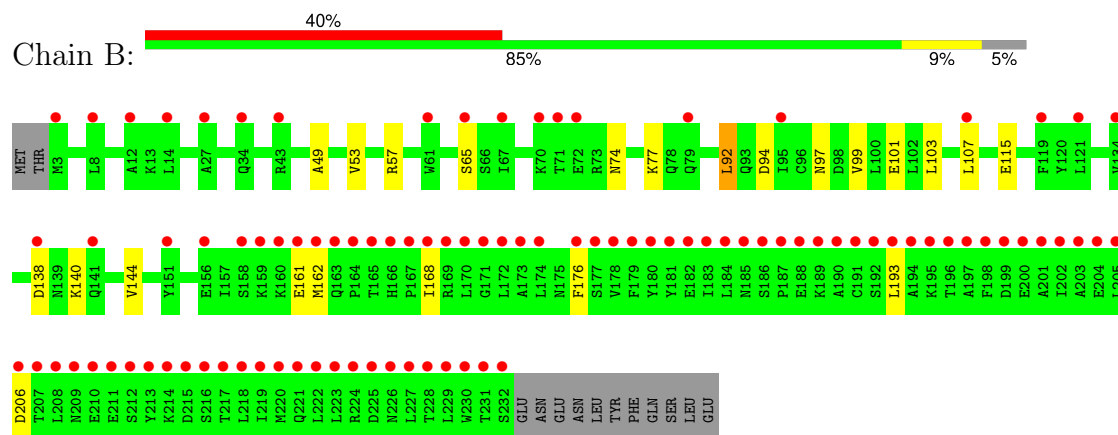 40%
Chain B:
85% 9% 5%
MET THR M3 L8 A12 K13 L14 A27 Q34 R43 A49 V53 R57 W61 S65 S66 I67 K70 T71 E72 R73 N74 K77 Q78 Q79 L92 Q93 D94 I95 C96 N97 D98 V99 L100 E101 L102 L103 L107 E115 F119 Y120 L121 V134
D138 N139 K140 Q141 V144 Y151 E156 I157 S158 K159 K160 E161 M162 Q163 P164 T165 H166 P167 I168 R169 L170 G171 L172 A173 L174 N175 F176 S177 V178 F179 Y180 Y181 E182 I183 L184 N185 S186 P187 E188 K189 A190 C191 S192 L193 A194 K195 T196 A197 F198 D199 E200 A201 I202 A203 E204 L205
D206 T207 L208 N209 E210 E211 S212 Y213 K214 D215 S216 T217 L218 I219 M220 Q221 L222 L223 R224 D225 N226 L227 T228 L229 W230 T231 S232 GLU ASN GLU ASN LEU TYR PHE GLN SER LEU GLU